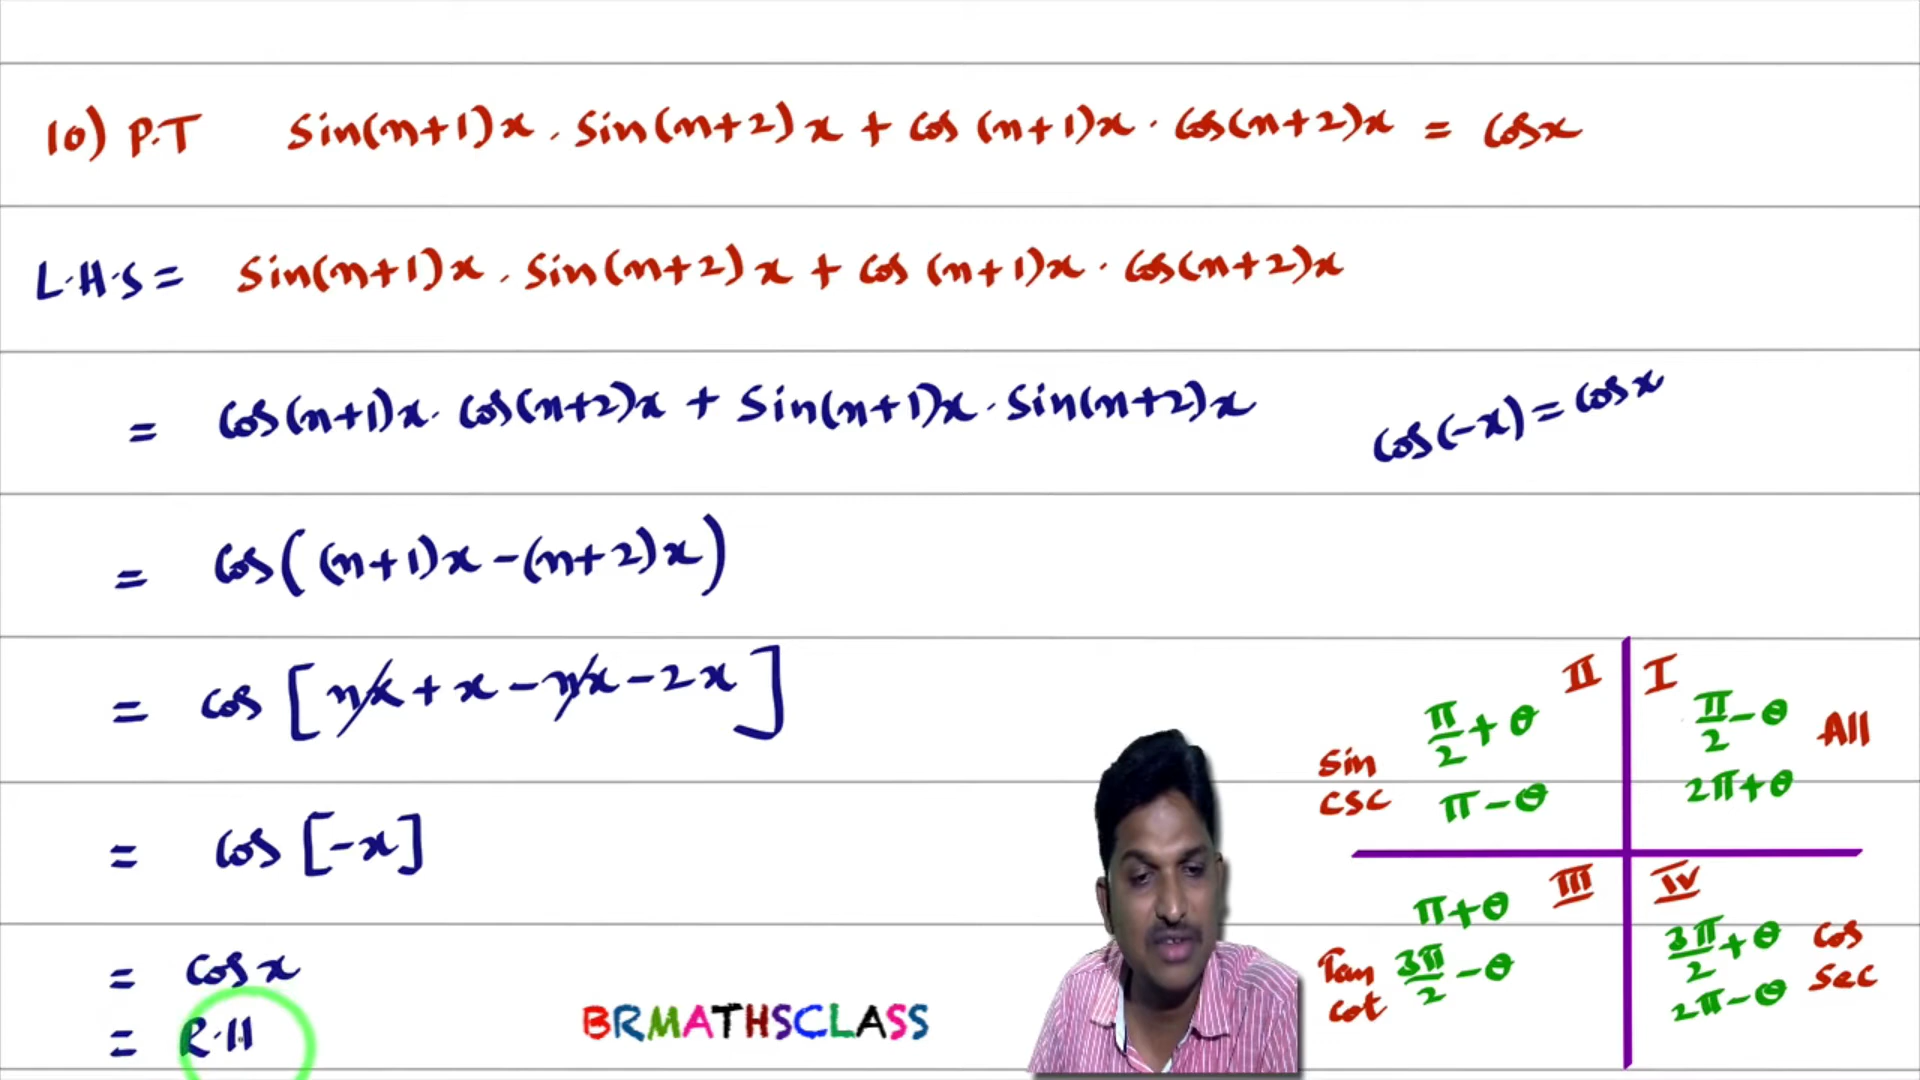 10) P.T sin(n+1)x . sin(n+2)x + cos(n+1)x . cos(n+2)x = cosx
L.H.S = sin(n+1)x . sin(n+2)x + cos(n+1)x . cos(n+2)x
= cos(n+1)x . cos(n+2)x + sin(n+1)x . sin(n+2)x
cos(-x) = cosx
= cos((n+1)x - (n+2)x)
= cos[nx + x - nx - 2x]
= cos[-x]
= cosx
= R.H
BRMATHSCLASS
II
π/2 + θ
π - θ
sin
csc
I
π/2 - θ
2π + θ
All
III
π + θ
3π/2 - θ
Tan
cot
IV
3π/2 + θ
2π - θ
cos
sec